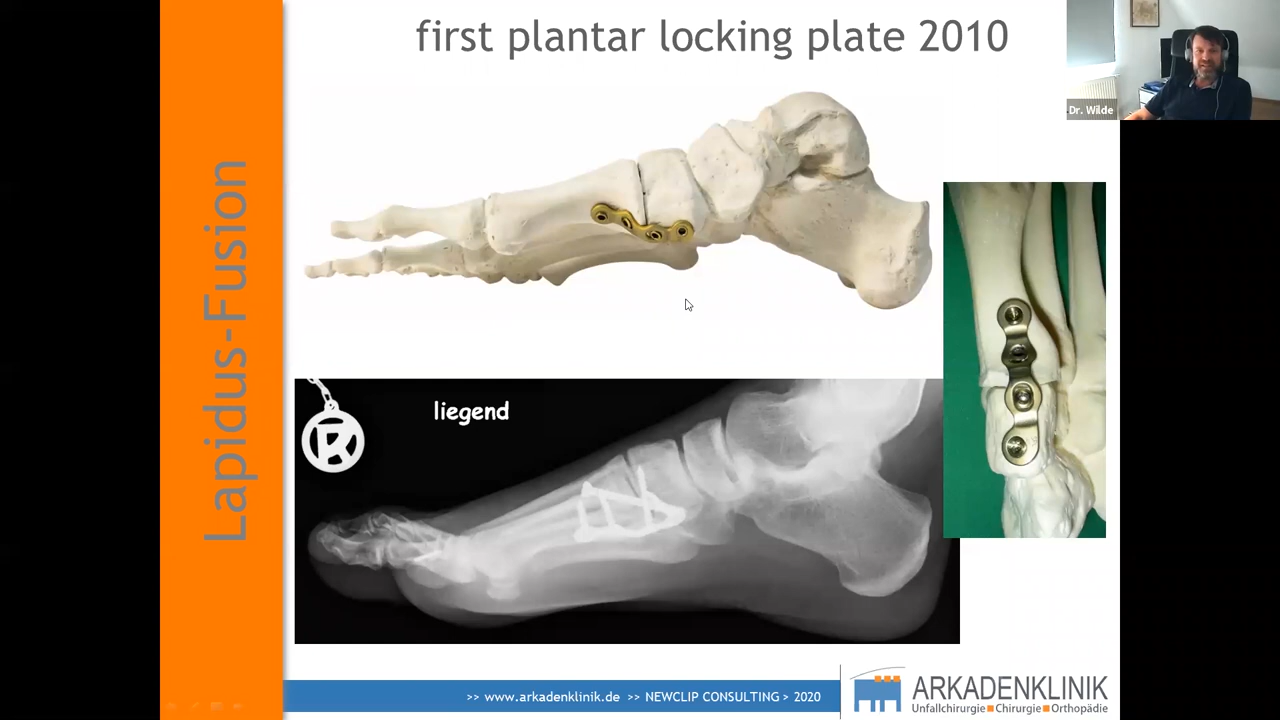 first plantar locking plate 2010
Dr. Wilde
Lapidus-Fusion
R
liegend
>> www.arkadenklinik.de >> NEWCLIP CONSULTING > 2020
ARKADENKLINIK
Unfallchirurgie ■ Chirurgie ■ Orthopädie